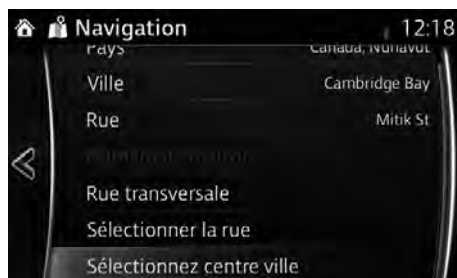 Navigation 12:18
Pays Canada, Nunavut
Ville Cambridge Bay
Rue Mitik St
Rue transversale
Sélectionner la rue
Sélectionnez centre ville